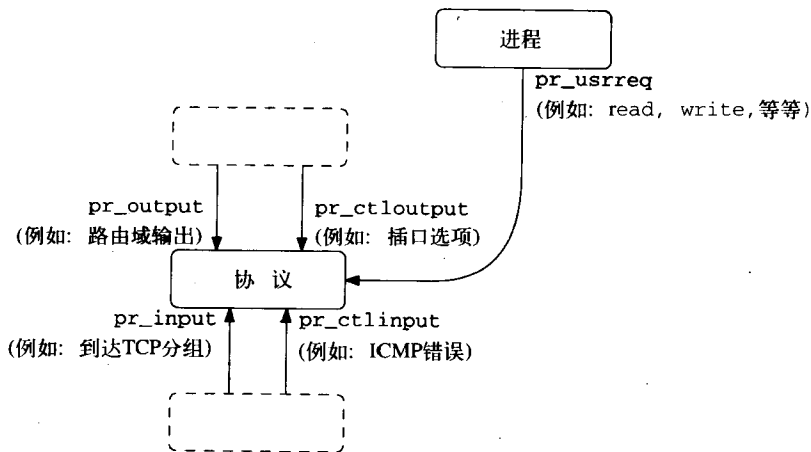 进程
pr_usrreq
(例如: read, write,等等)
pr_output
(例如: 路由域输出)
pr_ctloutput
(例如: 插口选项)
协 议
pr_input
(例如: 到达TCP分组)
pr_ctlinput
(例如: ICMP错误)